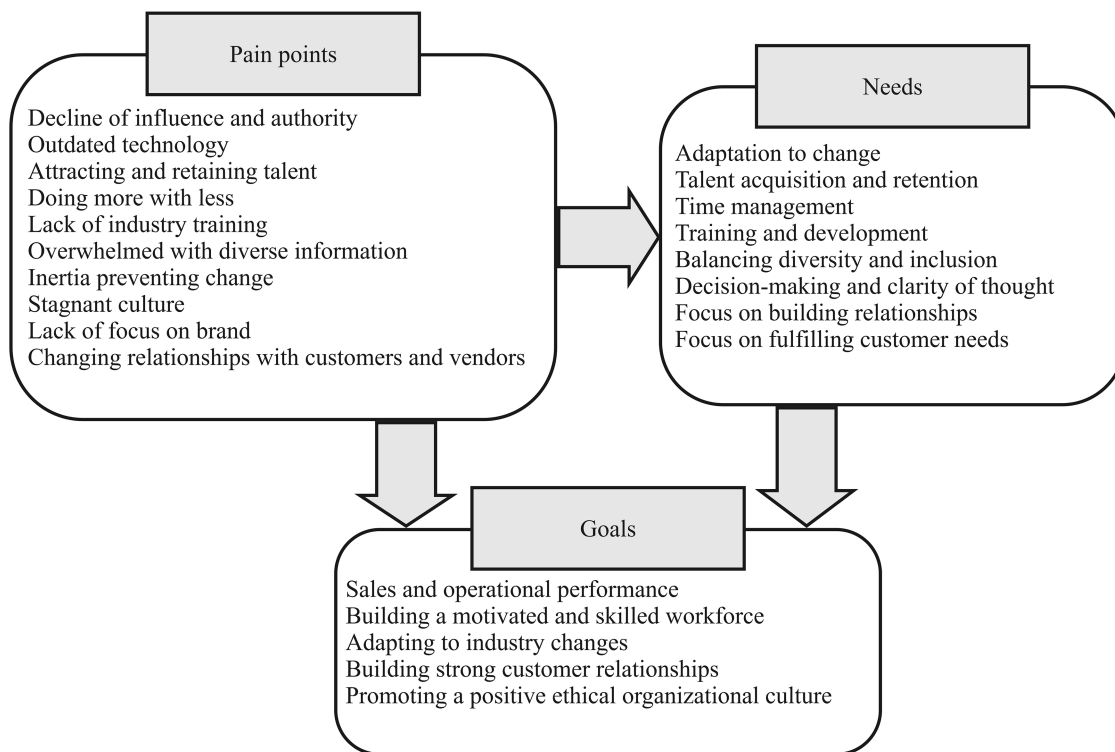 Pain points
Decline of influence and authority
Outdated technology
Attracting and retaining talent
Doing more with less
Lack of industry training
Overwhelmed with diverse information
Inertia preventing change
Stagnant culture
Lack of focus on brand
Changing relationships with customers and vendors
Needs
Adaptation to change
Talent acquisition and retention
Time management
Training and development
Balancing diversity and inclusion
Decision-making and clarity of thought
Focus on building relationships
Focus on fulfilling customer needs
Goals
Sales and operational performance
Building a motivated and skilled workforce
Adapting to industry changes
Building strong customer relationships
Promoting a positive ethical organizational culture